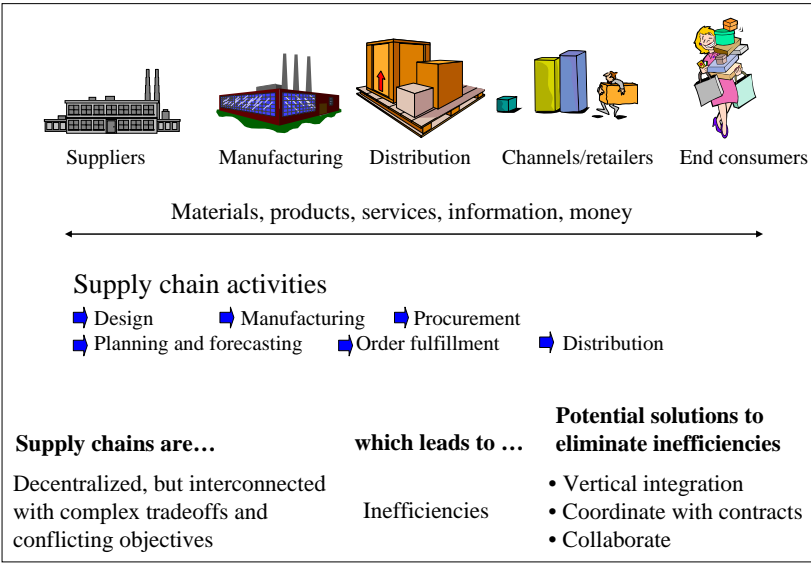 Suppliers Manufacturing Distribution Channels/retailers End consumers
Materials, products, services, information, money
Supply chain activities
Design Manufacturing Procurement
Planning and forecasting Order fulfillment Distribution
Supply chains are…
Decentralized, but interconnected
with complex tradeoffs and
conflicting objectives
which leads to …
Inefficiencies
Potential solutions to
eliminate inefficiencies
• Vertical integration
• Coordinate with contracts
• Collaborate